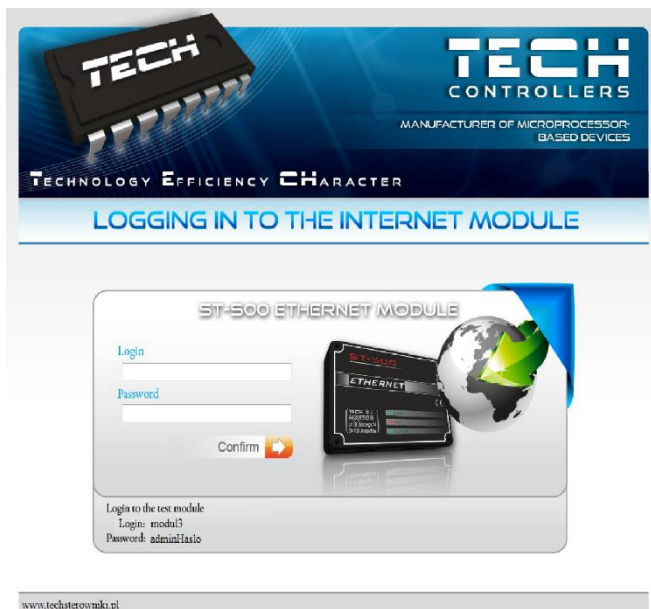 TECH
TECH
CONTROLLERS
MANUFACTURER OF MICROPROCESSOR-
BASED DEVICES
TECHNOLOGY EFFICIENCY CHARACTER
LOGGING IN TO THE INTERNET MODULE
ST-500 ETHERNET MODULE
Login
Password
Confirm
ST-500
ETHERNET
Login to the test module
Login: modul3
Password: adminHaslo
www.techsterowniki.pl